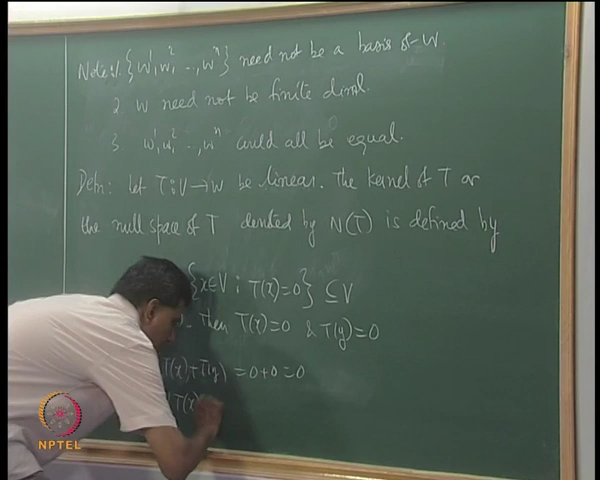 Note: 1. {w¹, w², ..., wⁿ} need not be a basis of W.
2. W need not be finite diml.
3. w¹, w², ..., wⁿ could all be equal.
Defn: Let T: V → W be linear. The kernel of T or
the null space of T denoted by N(T) is defined by
{x ∈ V : T(x) = 0} ⊆ V
Then T(x) = 0 & T(y) = 0
T(x) + T(y) = 0 + 0 = 0
T(x)
NPTEL